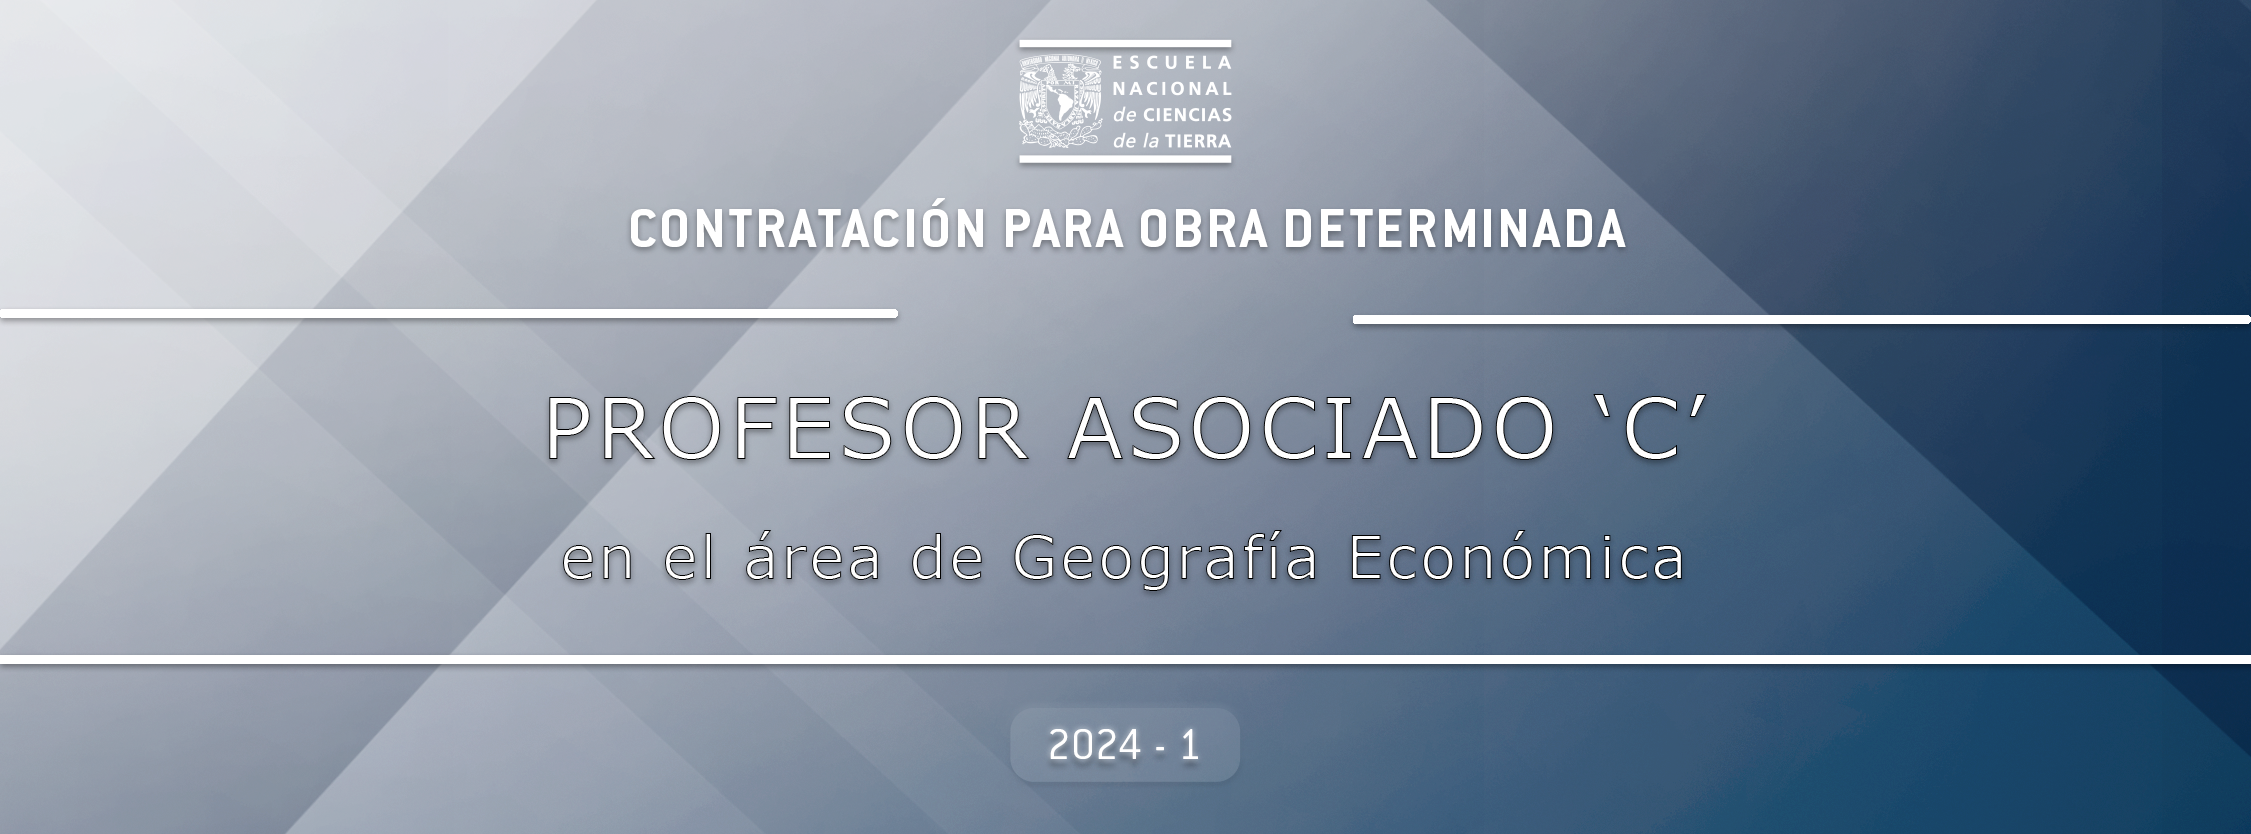 ESCUELA
NACIONAL
de CIENCIAS
de la TIERRA
CONTRATACIÓN PARA OBRA DETERMINADA
PROFESOR ASOCIADO ‘C’
en el área de Geografía Económica
2024 - 1